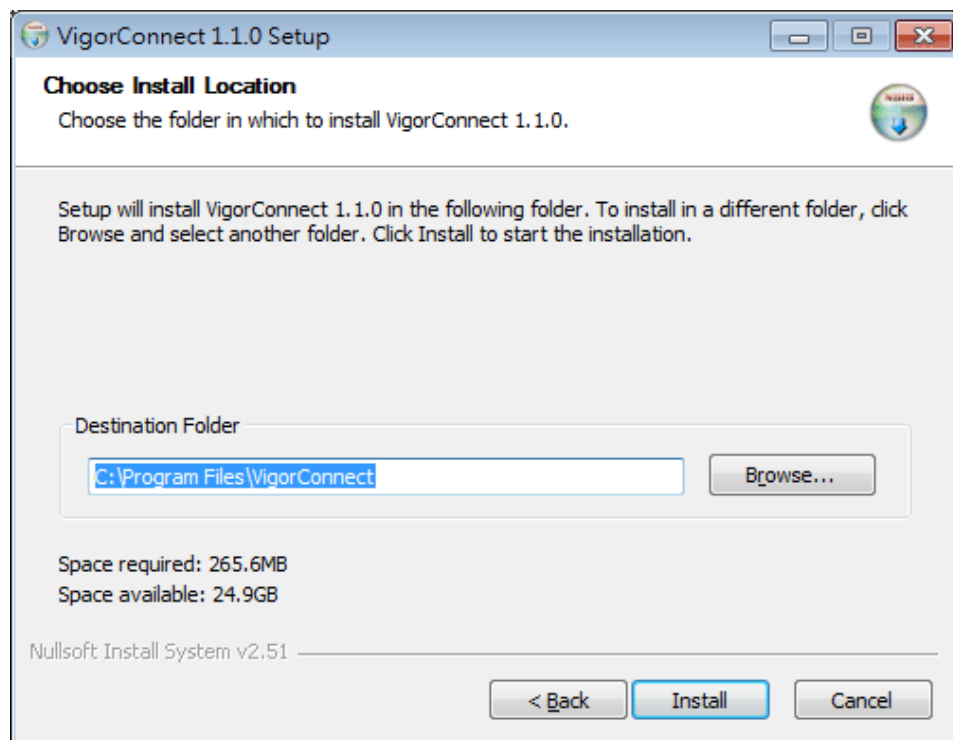 VigorConnect 1.1.0 Setup
Choose Install Location
Choose the folder in which to install VigorConnect 1.1.0.
Setup will install VigorConnect 1.1.0 in the following folder. To install in a different folder, click
Browse and select another folder. Click Install to start the installation.
Destination Folder
C:\Program Files\VigorConnect
Browse...
Space required: 265.6MB
Space available: 24.9GB
Nullsoft Install System v2.51
< Back
Install
Cancel